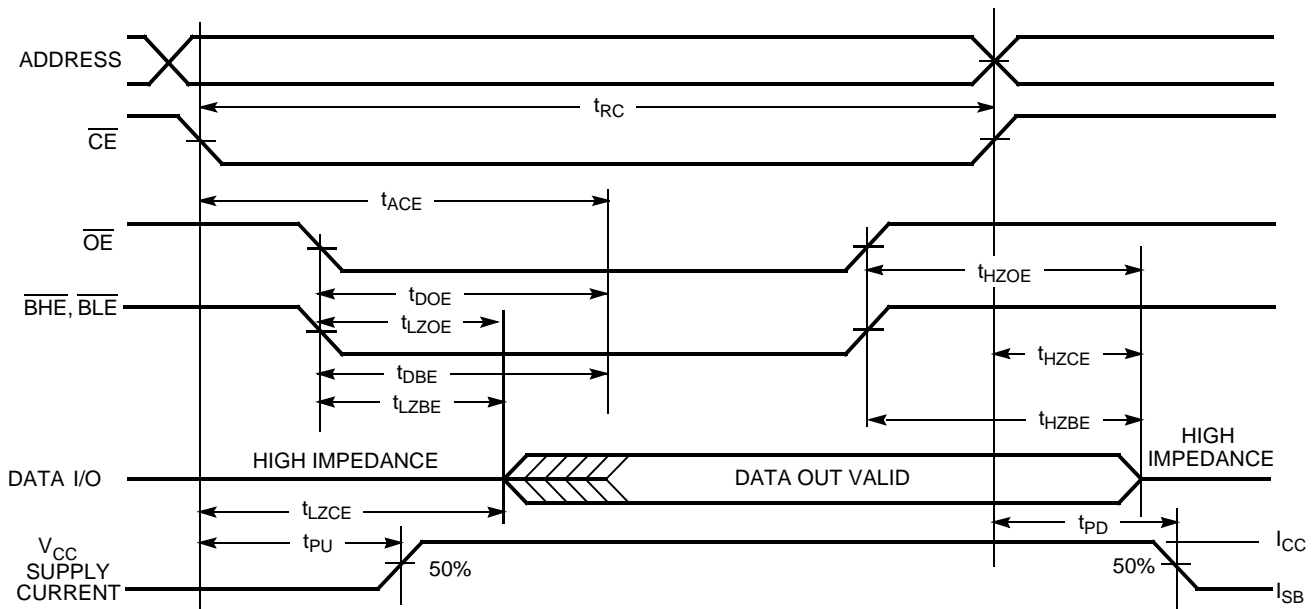 ADDRESS
tRC
CE
tACE
OE
tHZOE
tDOE
BHE, BLE
tLZOE
tHZCE
tDBE
tLZBE
tHZBE
HIGH IMPEDANCE
HIGH
IMPEDANCE
DATA I/O
DATA OUT VALID
tLZCE
tPD
tPU
VCC
SUPPLY
CURRENT
50%
50%
ICC
ISB